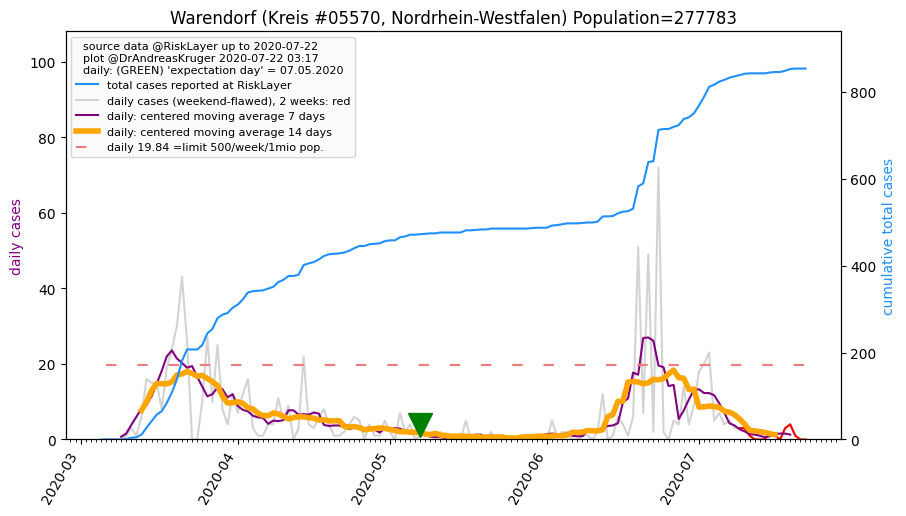 Warendorf (Kreis #05570, Nordrhein-Westfalen) Population=277783
source data @RiskLayer up to 2020-07-22
plot @DrAndreasKruger 2020-07-22 03:17
daily: (GREEN) 'expectation day' = 07.05.2020
total cases reported at RiskLayer
daily cases (weekend-flawed), 2 weeks: red
daily: centered moving average 7 days
daily: centered moving average 14 days
daily 19.84 =limit 500/week/1mio pop.
daily cases
100
80
60
40
20
0
cumulative total cases
800
600
400
200
0
2020-03
2020-04
2020-05
2020-06
2020-07